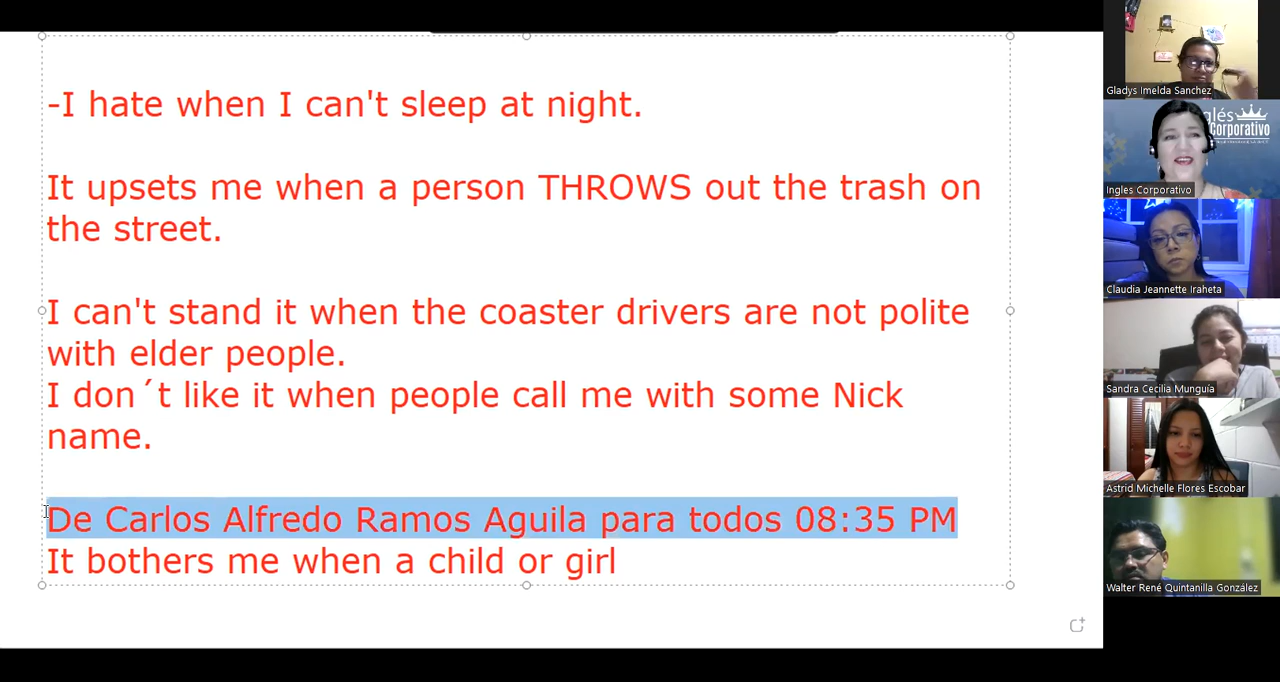 -I hate when I can't sleep at night.
It upsets me when a person THROWS out the trash on
the street.
I can't stand it when the coaster drivers are not polite
with elder people.
I don´t like it when people call me with some Nick
name.
De Carlos Alfredo Ramos Aguila para todos 08:35 PM
It bothers me when a child or girl
Gladys Imelda Sanchez
glés
Corporativo
Ingles Corporativo
Claudia Jeannette Iraheta
Sandra Cecilia Munguía
Astrid Michelle Flores Escobar
Walter René Quintanilla González